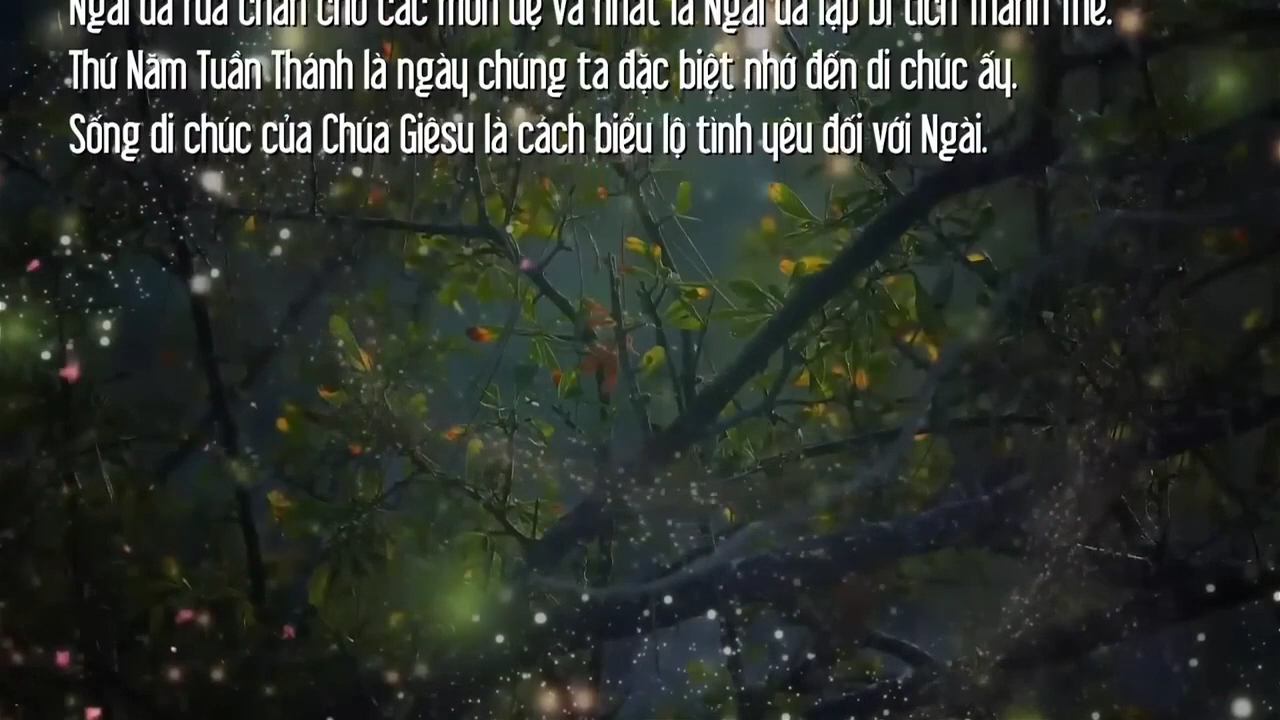 Ngài đã rửa chân cho các môn đệ và nhất là Ngài đã lập bí tích Thánh Thể.
Thứ Năm Tuần Thánh là ngày chúng ta đặc biệt nhớ đến di chúc ấy.
Sống di chúc của Chúa Giêsu là cách biểu lộ tình yêu đối với Ngài.